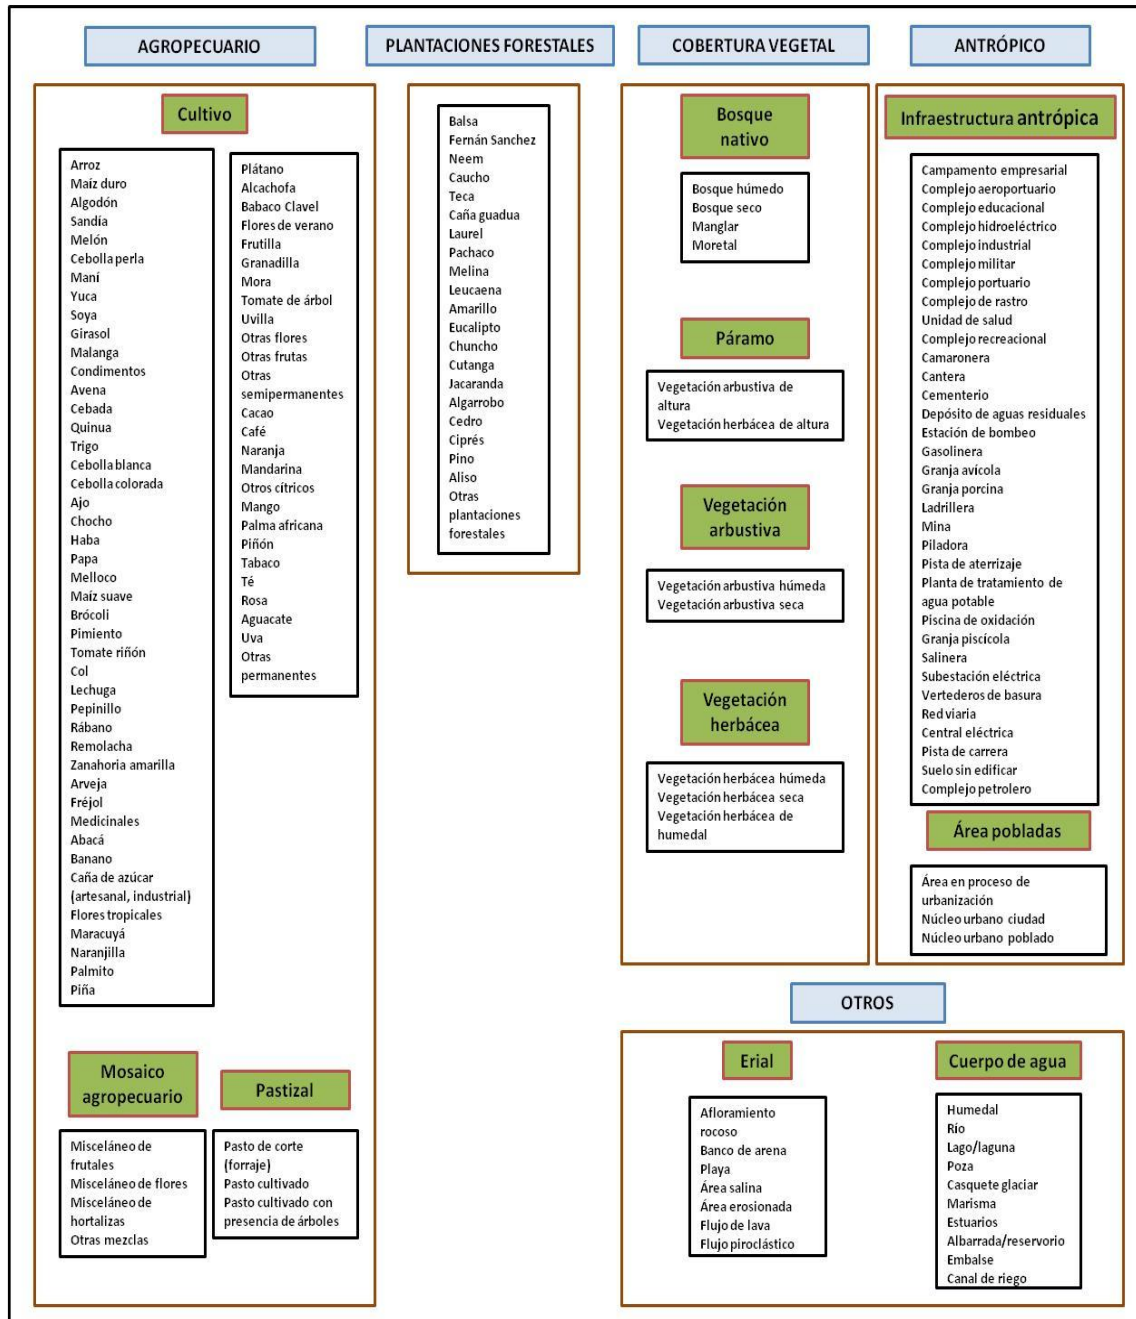 AGROPECUARIO
Cultivo
Arroz
Maíz duro
Algodón
Sandía
Melón
Cebolla perla
Maní
Yuca
Soya
Girasol
Malanga
Condimentos
Avena
Cebada
Quinua
Trigo
Cebolla blanca
Cebolla colorada
Ajo
Chocho
Haba
Papa
Melloco
Maíz suave
Brócoli
Pimiento
Tomate riñón
Col
Lechuga
Pepinillo
Rábano
Remolacha
Zanahoria amarilla
Arveja
Fréjol
Medicinales
Abacá
Banano
Caña de azúcar
(artesanal, industrial)
Flores tropicales
Maracuyá
Naranjilla
Palmito
Piña
Plátano
Alcachofa
Babaco Clavel
Flores de verano
Frutilla
Granadilla
Mora
Tomate de árbol
Uvilla
Otras flores
Otras frutas
Otras
semipermanentes
Cacao
Café
Naranja
Mandarina
Otros cítricos
Mango
Palma africana
Piñón
Tabaco
Té
Rosa
Aguacate
Uva
Otras
permanentes
Mosaico
agropecuario
Misceláneo de
frutales
Misceláneo de flores
Misceláneo de
hortalizas
Otras mezclas
Pastizal
Pasto de corte
(forraje)
Pasto cultivado
Pasto cultivado con
presencia de árboles
PLANTACIONES FORESTALES
Balsa
Fernán Sanchez
Neem
Caucho
Teca
Caña guadua
Laurel
Pachaco
Melina
Leucaena
Amarillo
Eucalipto
Chuncho
Cutanga
Jacaranda
Algarrobo
Cedro
Ciprés
Pino
Aliso
Otras
plantaciones
forestales
COBERTURA VEGETAL
Bosque
nativo
Bosque húmedo
Bosque seco
Manglar
Moretal
Páramo
Vegetación arbustiva de
altura
Vegetación herbácea de altura
Vegetación
arbustiva
Vegetación arbustiva húmeda
Vegetación arbustiva seca
Vegetación
herbácea
Vegetación herbácea húmeda
Vegetación herbácea seca
Vegetación herbácea de
humedal
ANTRÓPICO
Infraestructura antrópica
Campamento empresarial
Complejo aeroportuario
Complejo educacional
Complejo hidroeléctrico
Complejo industrial
Complejo militar
Complejo portuario
Complejo de rastro
Unidad de salud
Complejo recreacional
Camaronera
Cantera
Cementerio
Depósito de aguas residuales
Estación de bombeo
Gasolinera
Granja avícola
Granja porcina
Ladrillera
Mina
Piladora
Pista de aterrizaje
Planta de tratamiento de
agua potable
Piscina de oxidación
Granja piscícola
Salinera
Subestación eléctrica
Vertederos de basura
Red viaria
Central eléctrica
Pista de carrera
Suelo sin edificar
Complejo petrolero
Área pobladas
Área en proceso de
urbanización
Núcleo urbano ciudad
Núcleo urbano poblado
OTROS
Erial
Afloramiento
rocoso
Banco de arena
Playa
Área salina
Área erosionada
Flujo de lava
Flujo piroclástico
Cuerpo de agua
Humedal
Río
Lago/laguna
Poza
Casquete glaciar
Marisma
Estuarios
Albarrada/reservorio
Embalse
Canal de riego